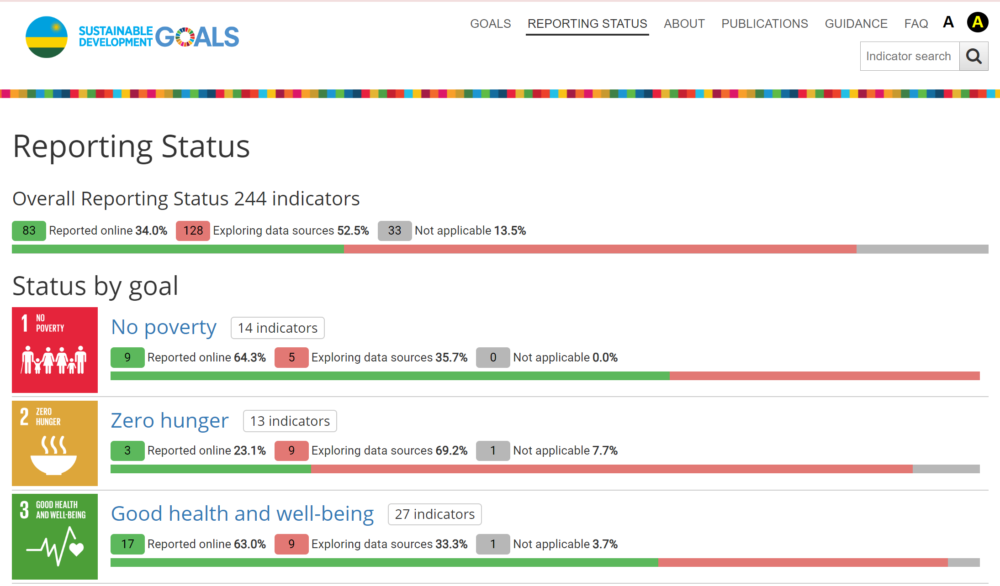 SUSTAINABLE
DEVELOPMENT
GOALS
GOALS REPORTING STATUS ABOUT PUBLICATIONS GUIDANCE FAQ A A
Indicator search
Reporting Status
Overall Reporting Status 244 indicators
83 Reported online 34.0% 128 Exploring data sources 52.5% 33 Not applicable 13.5%
Status by goal
1 NO
POVERTY
No poverty 14 indicators
9 Reported online 64.3% 5 Exploring data sources 35.7% 0 Not applicable 0.0%
2 ZERO
HUNGER
Zero hunger 13 indicators
3 Reported online 23.1% 9 Exploring data sources 69.2% 1 Not applicable 7.7%
3 GOOD HEALTH
AND WELL-BEING
Good health and well-being 27 indicators
17 Reported online 63.0% 9 Exploring data sources 33.3% 1 Not applicable 3.7%